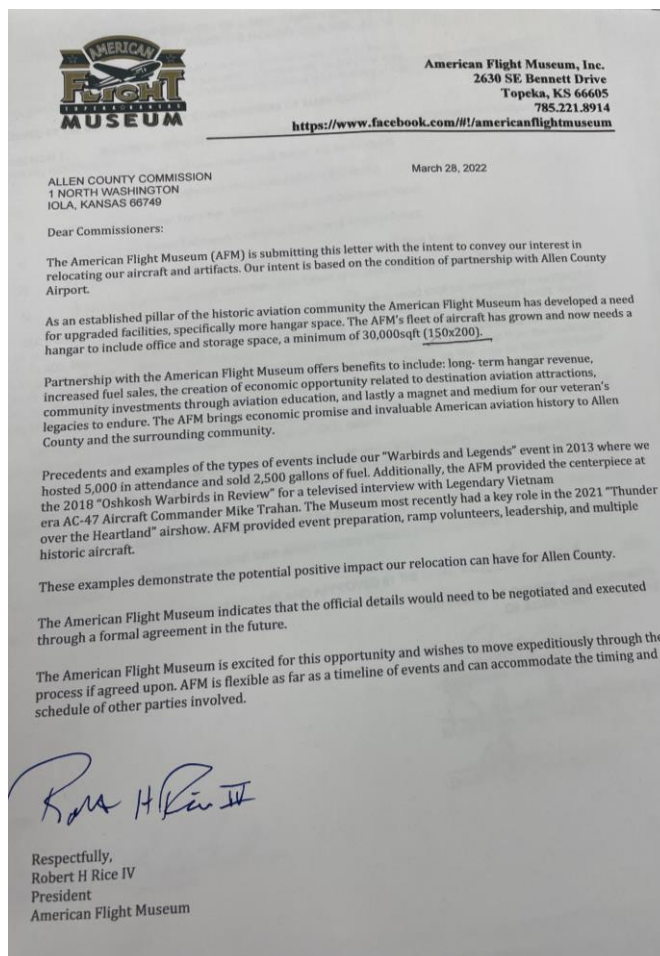 AMERICAN
FLIGHT
TOPEKA, KANSAS
MUSEUM
American Flight Museum, Inc.
2630 SE Bennett Drive
Topeka, KS 66605
785.221.8914
https://www.facebook.com/#!/americanflightmuseum
March 28, 2022
ALLEN COUNTY COMMISSION
1 NORTH WASHINGTON
IOLA, KANSAS 66749
Dear Commissioners:
The American Flight Museum (AFM) is submitting this letter with the intent to convey our interest in
relocating our aircraft and artifacts. Our intent is based on the condition of partnership with Allen County
Airport.
As an established pillar of the historic aviation community the American Flight Museum has developed a need
for upgraded facilities, specifically more hangar space. The AFM's fleet of aircraft has grown and now needs a
hangar to include office and storage space, a minimum of 30,000sqft (150x200).
Partnership with the American Flight Museum offers benefits to include: long- term hangar revenue,
increased fuel sales, the creation of economic opportunity related to destination aviation attractions,
community investments through aviation education, and lastly a magnet and medium for our veteran's
legacies to endure. The AFM brings economic promise and invaluable American aviation history to Allen
County and the surrounding community.
Precedents and examples of the types of events include our "Warbirds and Legends" event in 2013 where we
hosted 5,000 in attendance and sold 2,500 gallons of fuel. Additionally, the AFM provided the centerpiece at
the 2018 "Oshkosh Warbirds in Review" for a televised interview with Legendary Vietnam
era AC-47 Aircraft Commander Mike Trahan. The Museum most recently had a key role in the 2021 "Thunder
over the Heartland" airshow. AFM provided event preparation, ramp volunteers, leadership, and multiple
historic aircraft.
These examples demonstrate the potential positive impact our relocation can have for Allen County.
The American Flight Museum indicates that the official details would need to be negotiated and executed
through a formal agreement in the future.
The American Flight Museum is excited for this opportunity and wishes to move expeditiously through the
process if agreed upon. AFM is flexible as far as a timeline of events and can accommodate the timing and
schedule of other parties involved.
Respectfully,
Robert H Rice IV
President
American Flight Museum